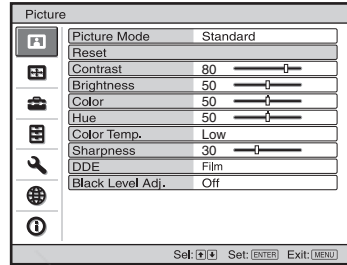 Picture
Picture Mode Standard
Reset
Contrast 80
Brightness 50
Color 50
Hue 50
Color Temp. Low
Sharpness 30
DDE Film
Black Level Adj. Off
Sel: Set: ENTER Exit: MENU